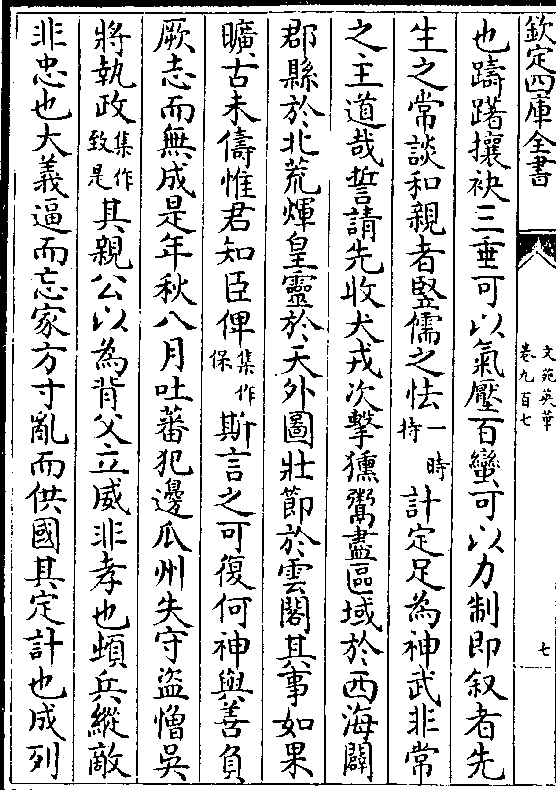 欽定四庫全書
文苑英華
卷九百七
七
也躊躇攘袂三垂可以氣壓百蠻可以力制即叙者先
生之常談和親者豎儒之怯一時持計定足為神武非常
之王道哉誓請先收犬戎次擊獯鬻盡區域於西海闢
郡縣於北荒煇皇靈於天外圖壯節於雲閣其事如果
曠古未儔惟君知臣俾集作保斯言之可復何神與善負
厥志而無成是年秋八月吐蕃犯邊瓜州失守盜憎吳
將執政集作致是其親公以為背父立威非孝也頓兵縱敵
非忠也大義逼而忘家方寸亂而供國其定計也成列